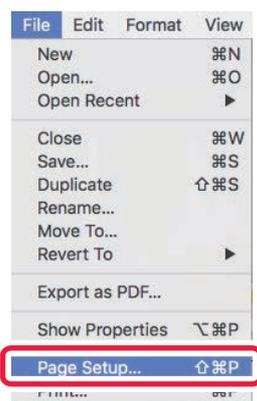 File Edit Format View
New ⌘N
Open... ⌘O
Open Recent ▶
Close ⌘W
Save... ⌘S
Duplicate ⇧⌘S
Rename...
Move To...
Revert To ▶
Export as PDF...
Show Properties ⌥⌘P
Page Setup... ⇧⌘P
Print... ⌘P